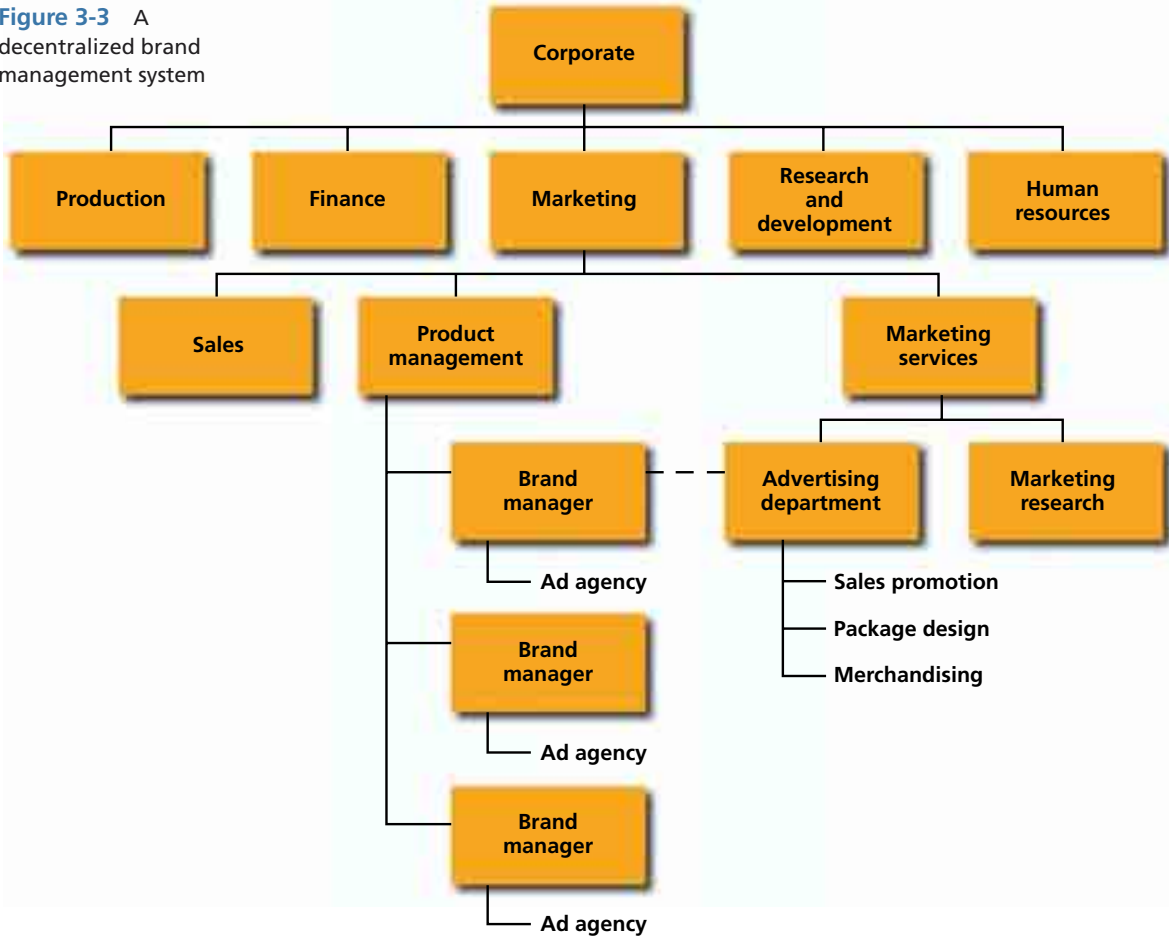 Figure 3-3 A
decentralized brand
management system
Corporate
Production
Finance
Marketing
Research
and
development
Human
resources
Sales
Product
management
Marketing
services
Brand
manager
Advertising
department
Marketing
research
Ad agency
Sales promotion
Package design
Merchandising
Brand
manager
Ad agency
Brand
manager
Ad agency